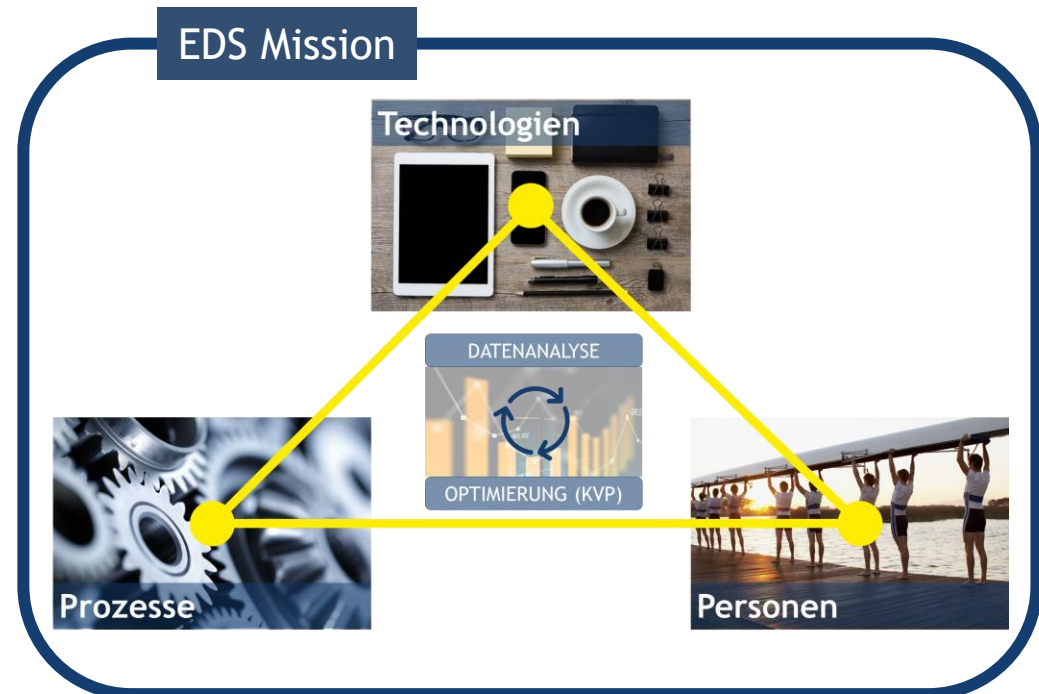 EDS Mission
Technologien
DATENANALYSE
OPTIMIERUNG (KVP)
Prozesse
Personen